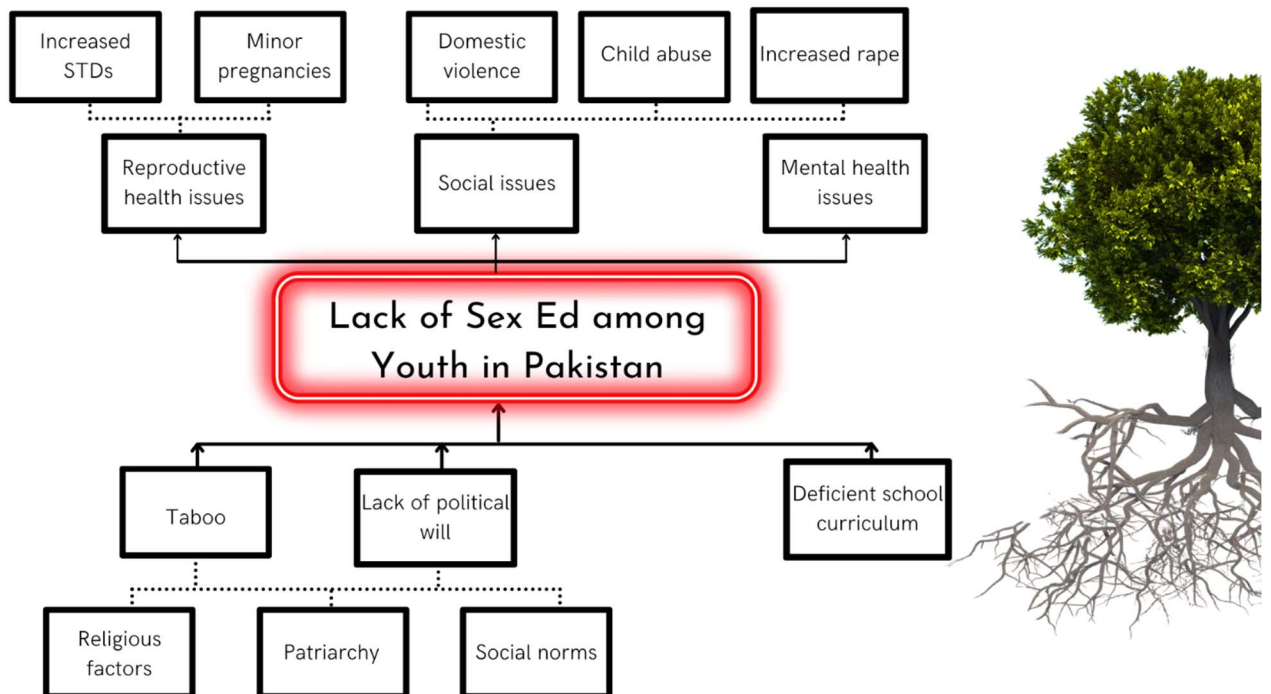 Increased
STDs
Minor
pregnancies
Domestic
violence
Child abuse
Increased rape
Reproductive
health issues
Social issues
Mental health
issues
Lack of Sex Ed among
Youth in Pakistan
Taboo
Lack of political
will
Deficient school
curriculum
Religious
factors
Patriarchy
Social norms